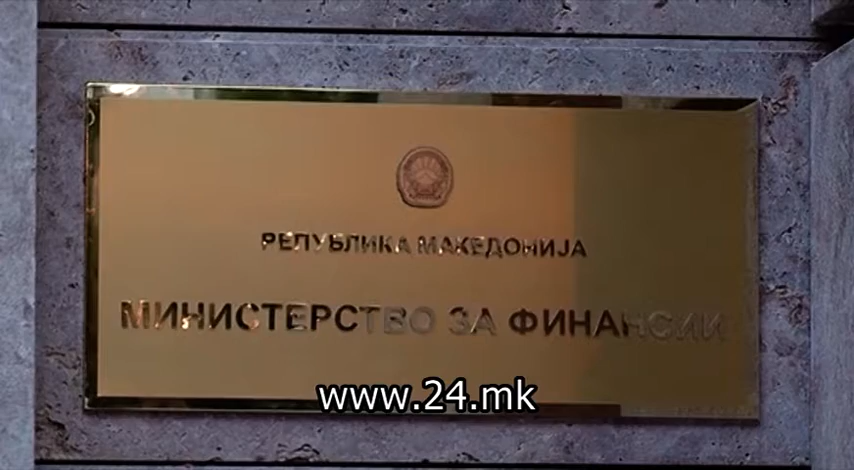 РЕПУБЛИКА МАКЕДОНИЈА
МИНИСТЕРСТВО ЗА ФИНАНСИИ
www.24.mk